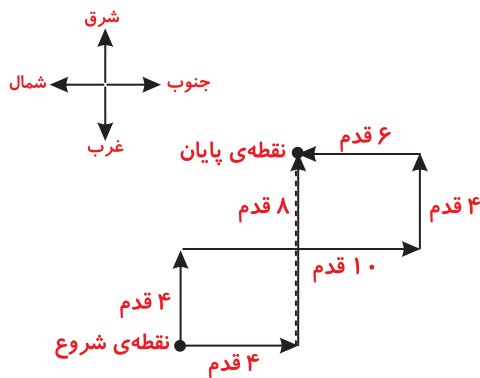 شرق
جنوب
شمال
غرب
۶ قدم
نقطه‌ی پایان
۸ قدم
۴ قدم
۱۰ قدم
۴ قدم
نقطه‌ی شروع
۴ قدم